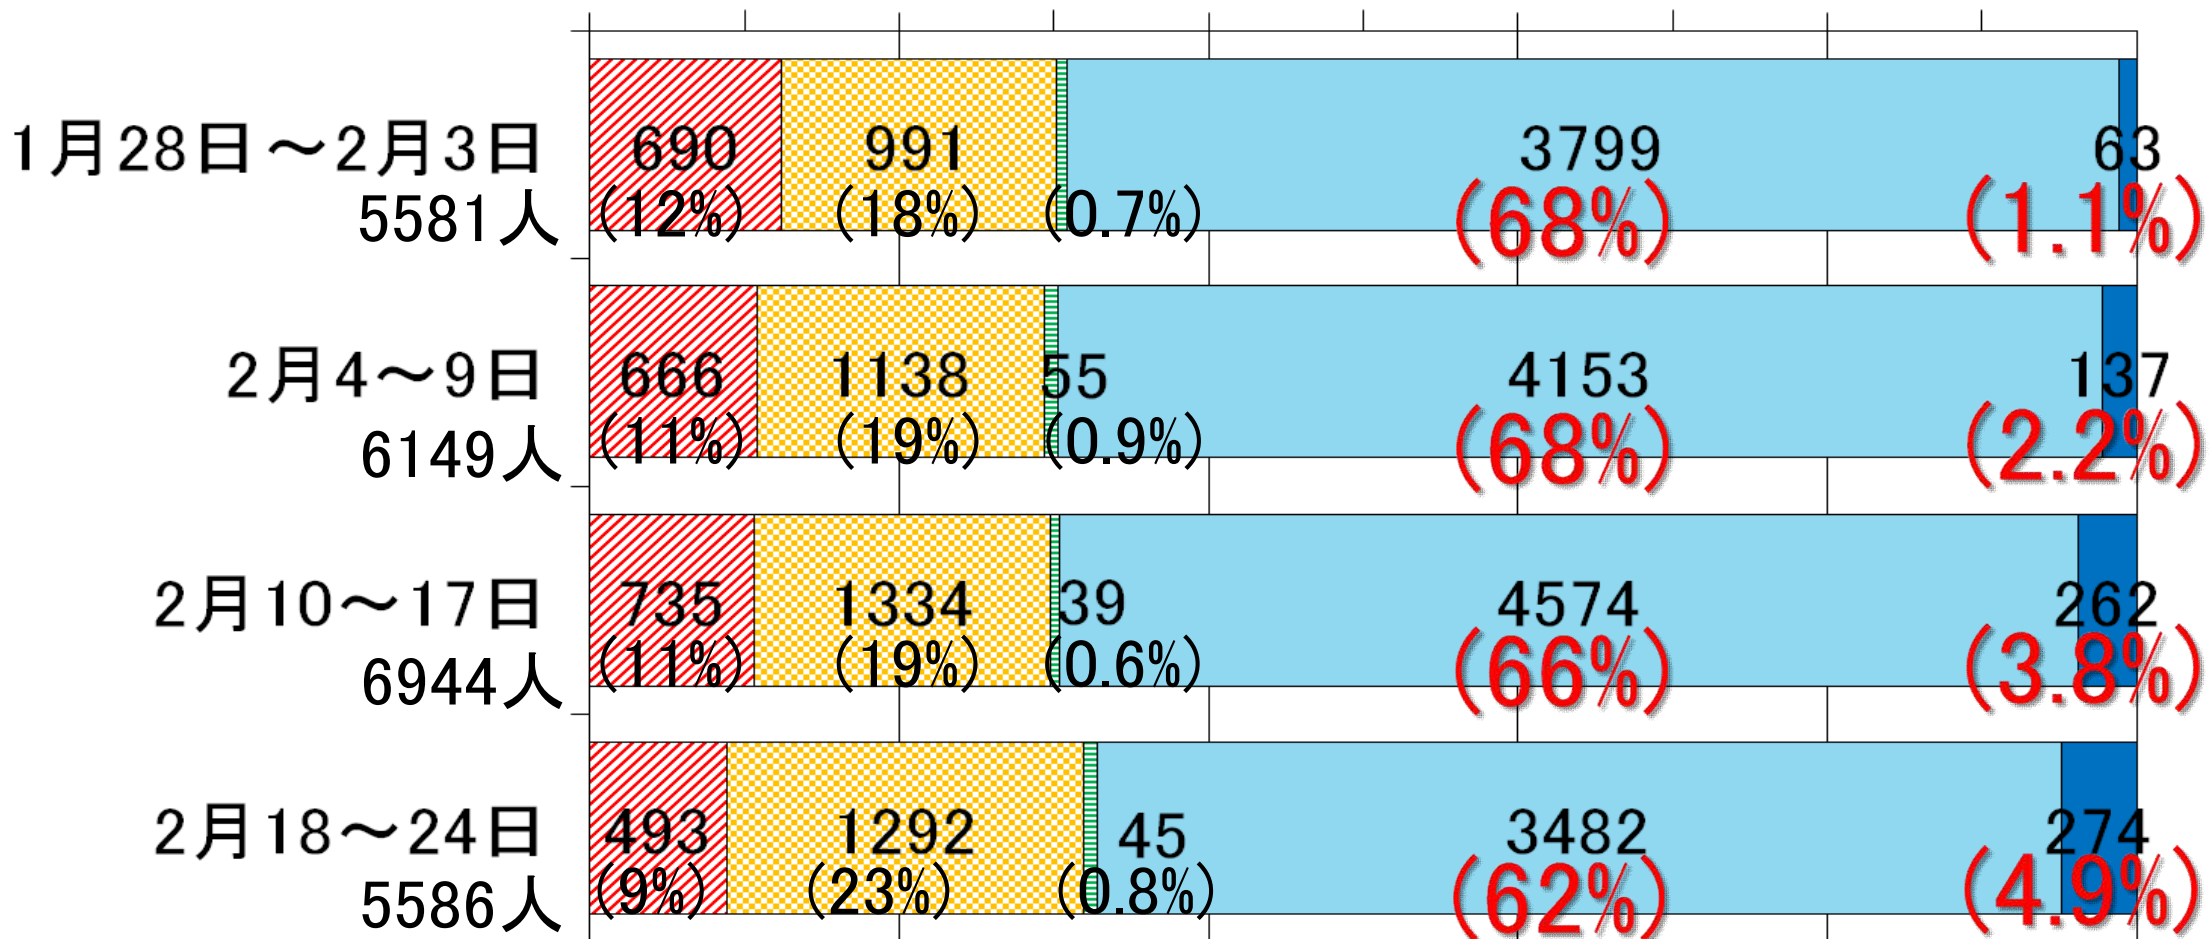 1月28日～2月3日 690 991 3799 63
5581人 (12%) (18%) (0.7%) (68%) (1.1%)
2月4～9日 666 1138 55 4153 137
6149人 (11%) (19%) (0.9%) (68%) (2.2%)
2月10～17日 735 1334 39 4574 262
6944人 (11%) (19%) (0.6%) (66%) (3.8%)
2月18～24日 493 1292 45 3482 274
5586人 (9%) (23%) (0.8%) (62%) (4.9%)